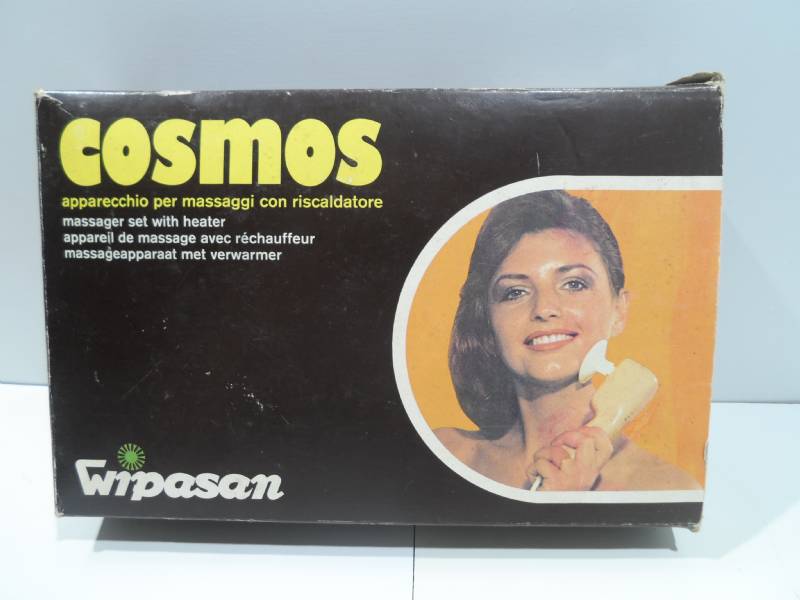 cosmos
apparecchio per massaggi con riscaldatore
massager set with heater
appareil de massage avec réchauffeur
massageapparaat met verwarmer
Wipasan